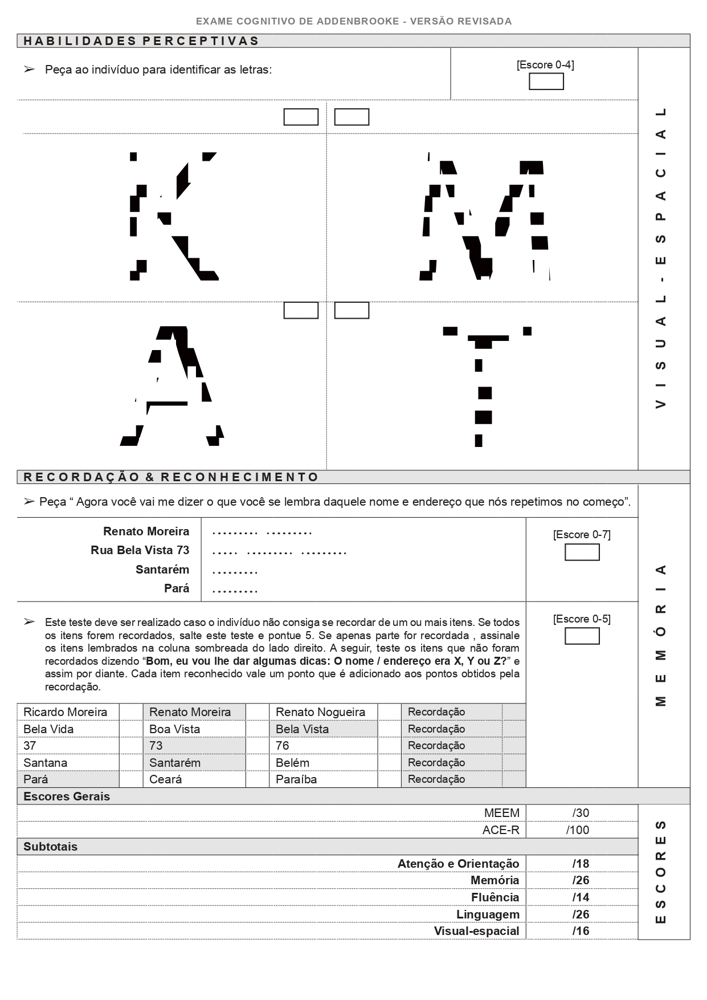 EXAME COGNITIVO DE ADDENBROOKE - VERSÃO REVISADA
HABILIDADES PERCEPTIVAS
➢ Peça ao indivíduo para identificar as letras:
[Escore 0-4]
K M
A T
VISUAL-ESPACIAL
RECORDAÇÃO & RECONHECIMENTO
➢ Peça “ Agora você vai me dizer o que você se lembra daquele nome e endereço que nós repetimos no começo”.
Renato Moreira ......... .........
Rua Bela Vista 73 ..... ......... .........
Santarém .........
Pará .........
[Escore 0-7]
➢ Este teste deve ser realizado caso o indivíduo não consiga se recordar de um ou mais itens. Se todos
os itens forem recordados, salte este teste e pontue 5. Se apenas parte for recordada , assinale
os itens lembrados na coluna sombreada do lado direito. A seguir, teste os itens que não foram
recordados dizendo “Bom, eu vou lhe dar algumas dicas: O nome / endereço era X, Y ou Z?” e
assim por diante. Cada item reconhecido vale um ponto que é adicionado aos pontos obtidos pela
recordação.
[Escore 0-5]
Ricardo Moreira Renato Moreira Renato Nogueira Recordação
Bela Vida Boa Vista Bela Vista Recordação
37 73 76 Recordação
Santana Santarém Belém Recordação
Pará Ceará Paraíba Recordação
MEMÓRIA
Escores Gerais
MEEM /30
ACE-R /100
Subtotais
Atenção e Orientação /18
Memória /26
Fluência /14
Linguagem /26
Visual-espacial /16
ESCORES